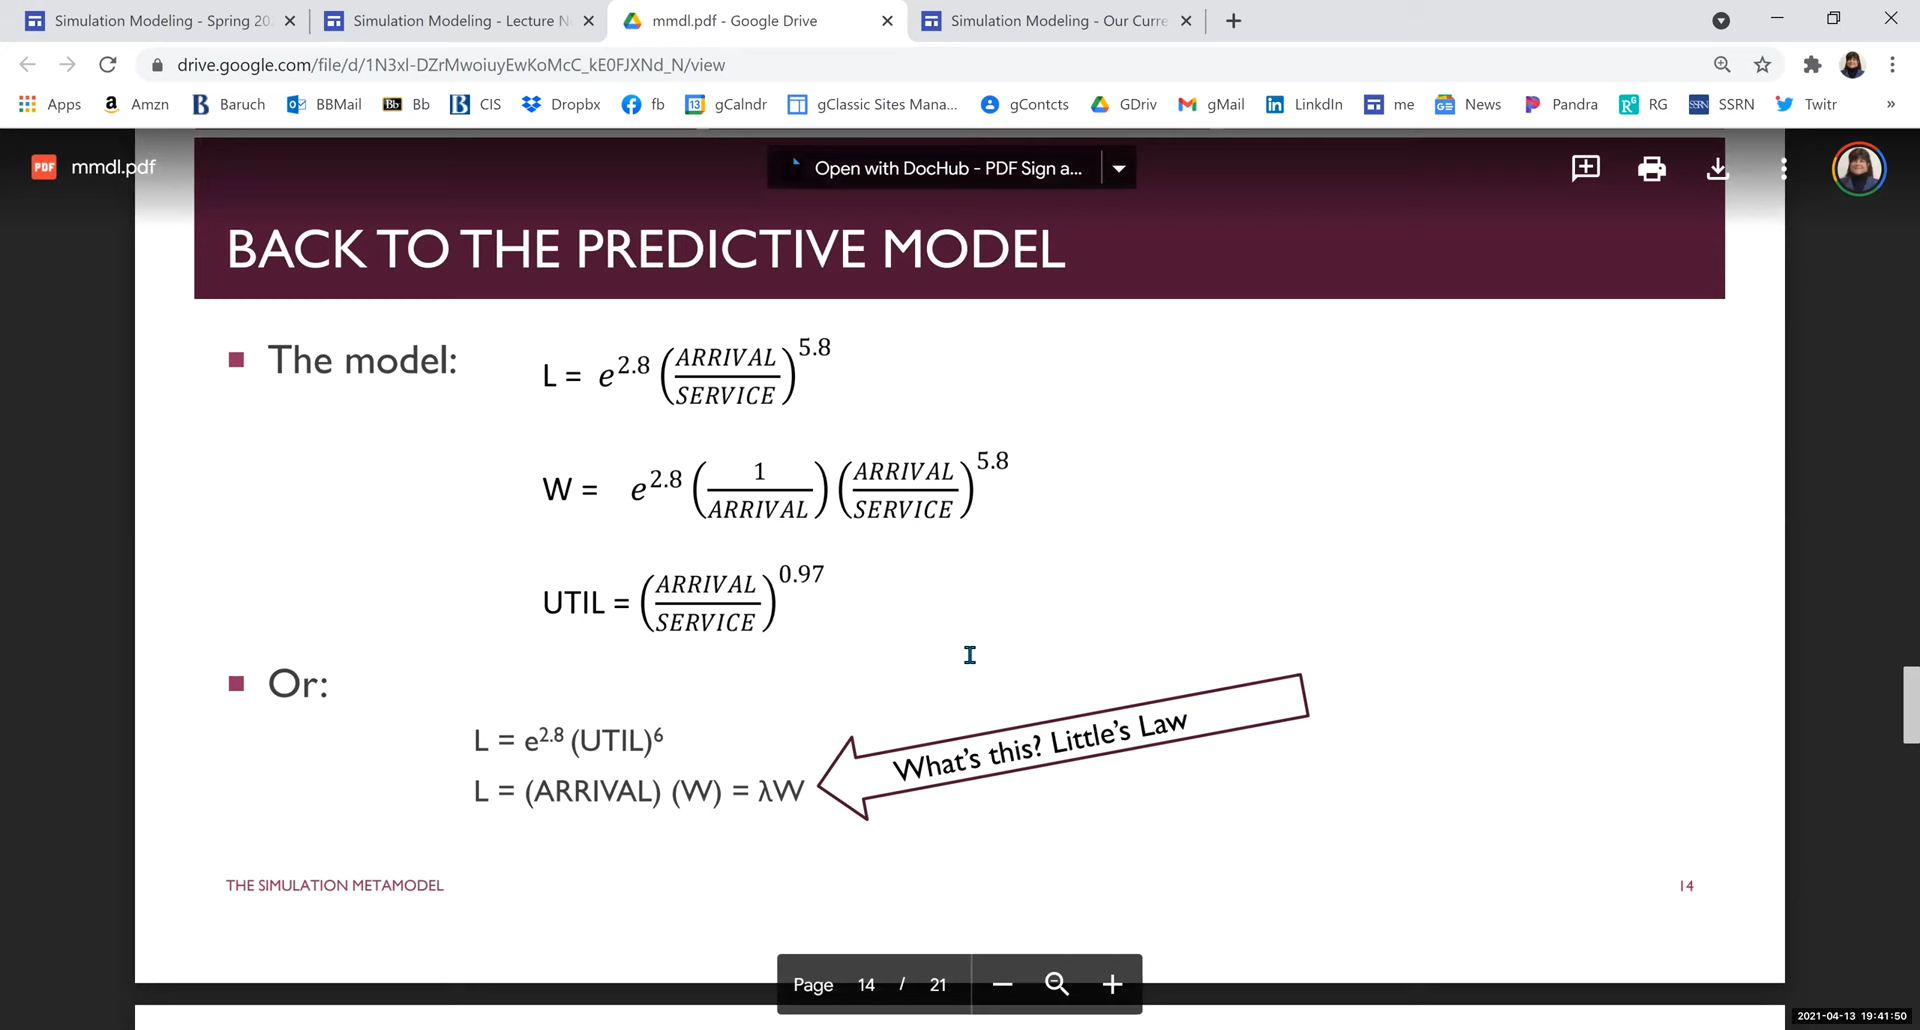 Simulation Modeling - Spring 20
Simulation Modeling - Lecture N
mmdl.pdf - Google Drive
Simulation Modeling - Our Curre
drive.google.com/file/d/1N3xl-DZrMwoiuyEwKoMcC_kE0FJXNd_N/view
Apps Amzn Baruch BBMail Bb CIS Dropbx fb gCalndr gClassic Sites Mana... gContcts GDriv gMail LinkedIn me News Pandra RG SSRN Twitr »
PDF mmdl.pdf
Open with DocHub - PDF Sign a...
BACK TO THE PREDICTIVE MODEL
The model: L = e^2.8 (ARRIVAL/SERVICE)^5.8
W = e^2.8 (1/ARRIVAL) (ARRIVAL/SERVICE)^5.8
UTIL = (ARRIVAL/SERVICE)^0.97
Or:
L = e^2.8 (UTIL)^6
L = (ARRIVAL) (W) = λW
What's this? Little's Law
THE SIMULATION METAMODEL
14
Page 14 / 21
2021-04-13 19:41:50